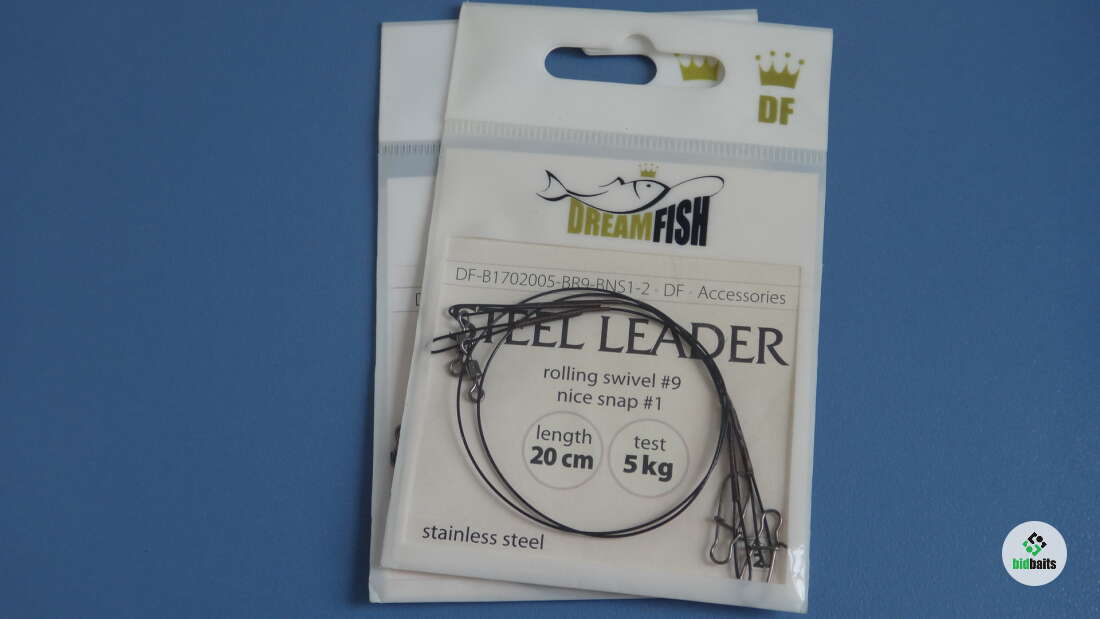 DF
DREAMFISH
DF-B1702005-BR9-BNS1-2 · DF · Accessories
D
STEEL LEADER
rolling swivel #9
nice snap #1
length
20 cm
test
5 kg
stainless steel
bidbaits